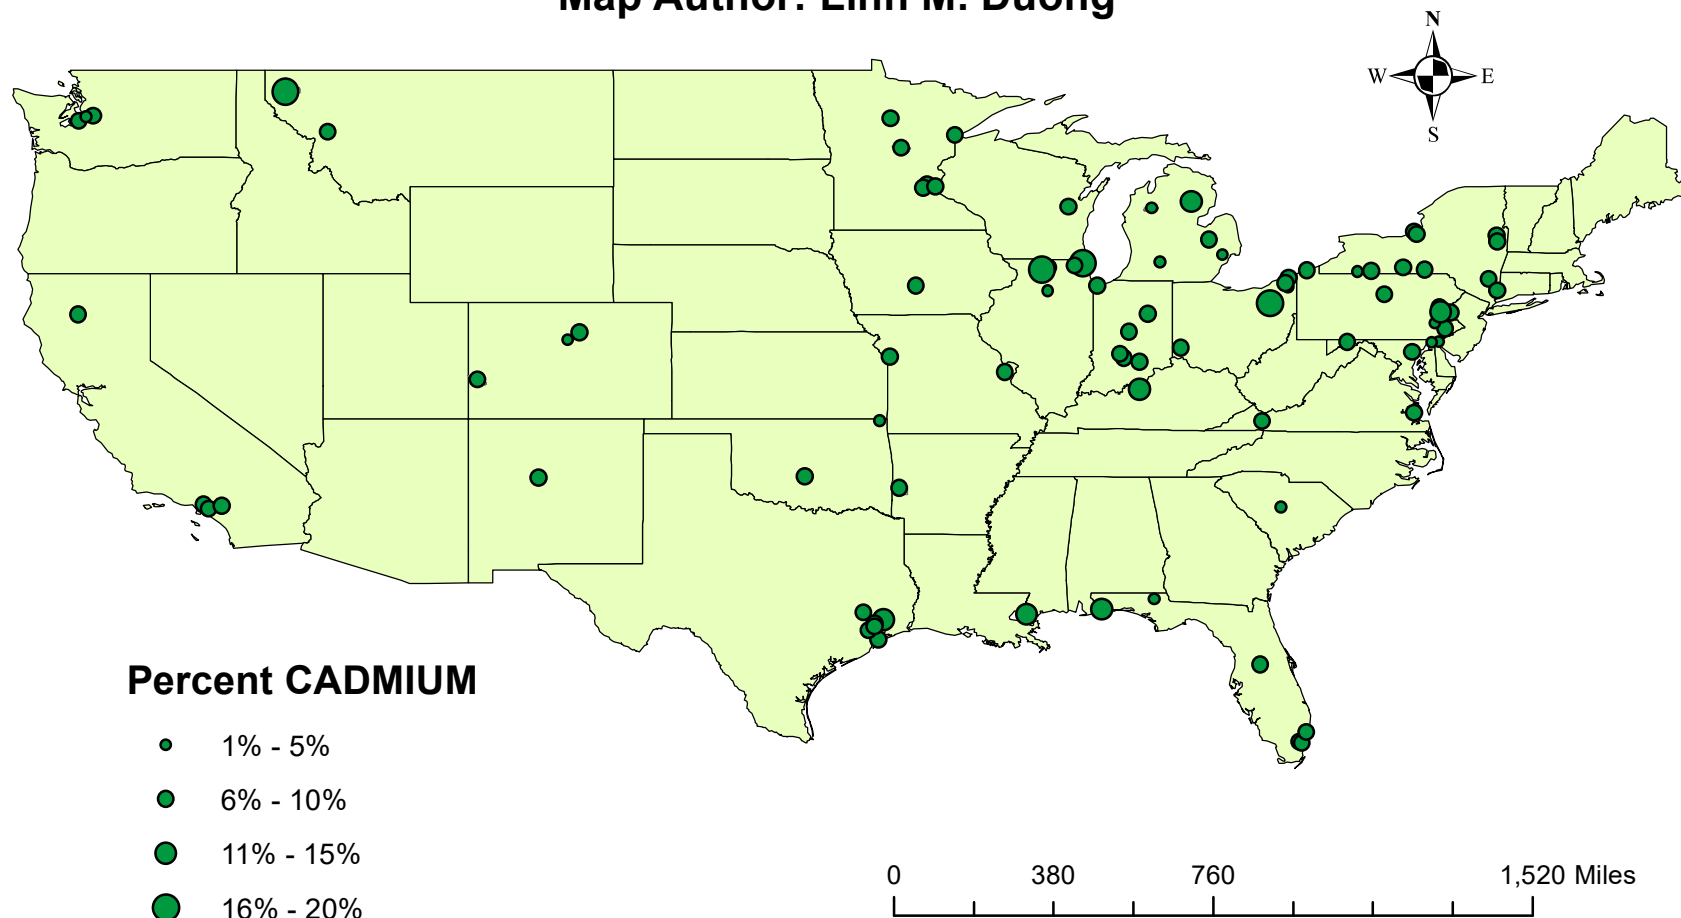 Map Author: Linh M. Duong
N
W E
S
Percent CADMIUM
1% - 5%
6% - 10%
11% - 15%
16% - 20%
0 380 760 1,520 Miles